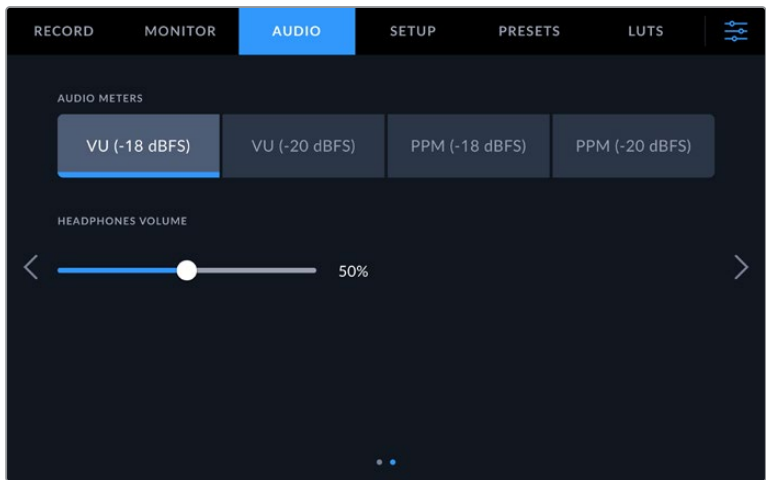 RECORD MONITOR AUDIO SETUP PRESETS LUTS
AUDIO METERS
VU (-18 dBFS) VU (-20 dBFS) PPM (-18 dBFS) PPM (-20 dBFS)
HEADPHONES VOLUME
50%